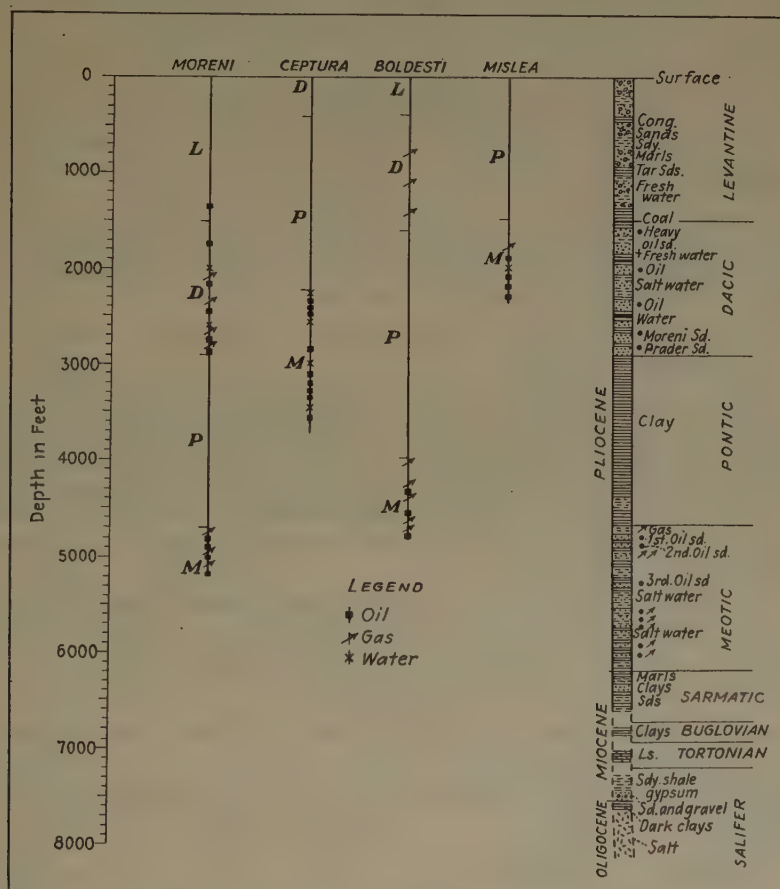 MORENI CEPTURA BOLDESTI MISLEA
Depth in Feet
0
1000
2000
3000
4000
5000
6000
7000
8000
L
D
P
M
D
P
M
L
D
P
M
P
M
LEGEND
Oil
Gas
Water
PLIOCENE
MIOCENE
OLIGOCENE
Surface
Cong.
Sands
Sdy.
Marls
Tar Sds.
Fresh
water
Coal
LEVANTINE
Heavy
oil sd.
Fresh water
Oil
Salt water
Oil
Water
Moreni Sd.
Prader Sd.
DACIC
Clay
PONTIC
Gas
1st. Oil sd.
2nd. Oil sd.
3rd. Oil sd
Salt water
Salt water
MEOTIC
Marls
Clays
Sds
SARMATIC
Clays BUGLOVIAN
Ls. TORTONIAN
Sdy. shale
gypsum
Sd. and gravel
Dark clays
Salt
SALIFER